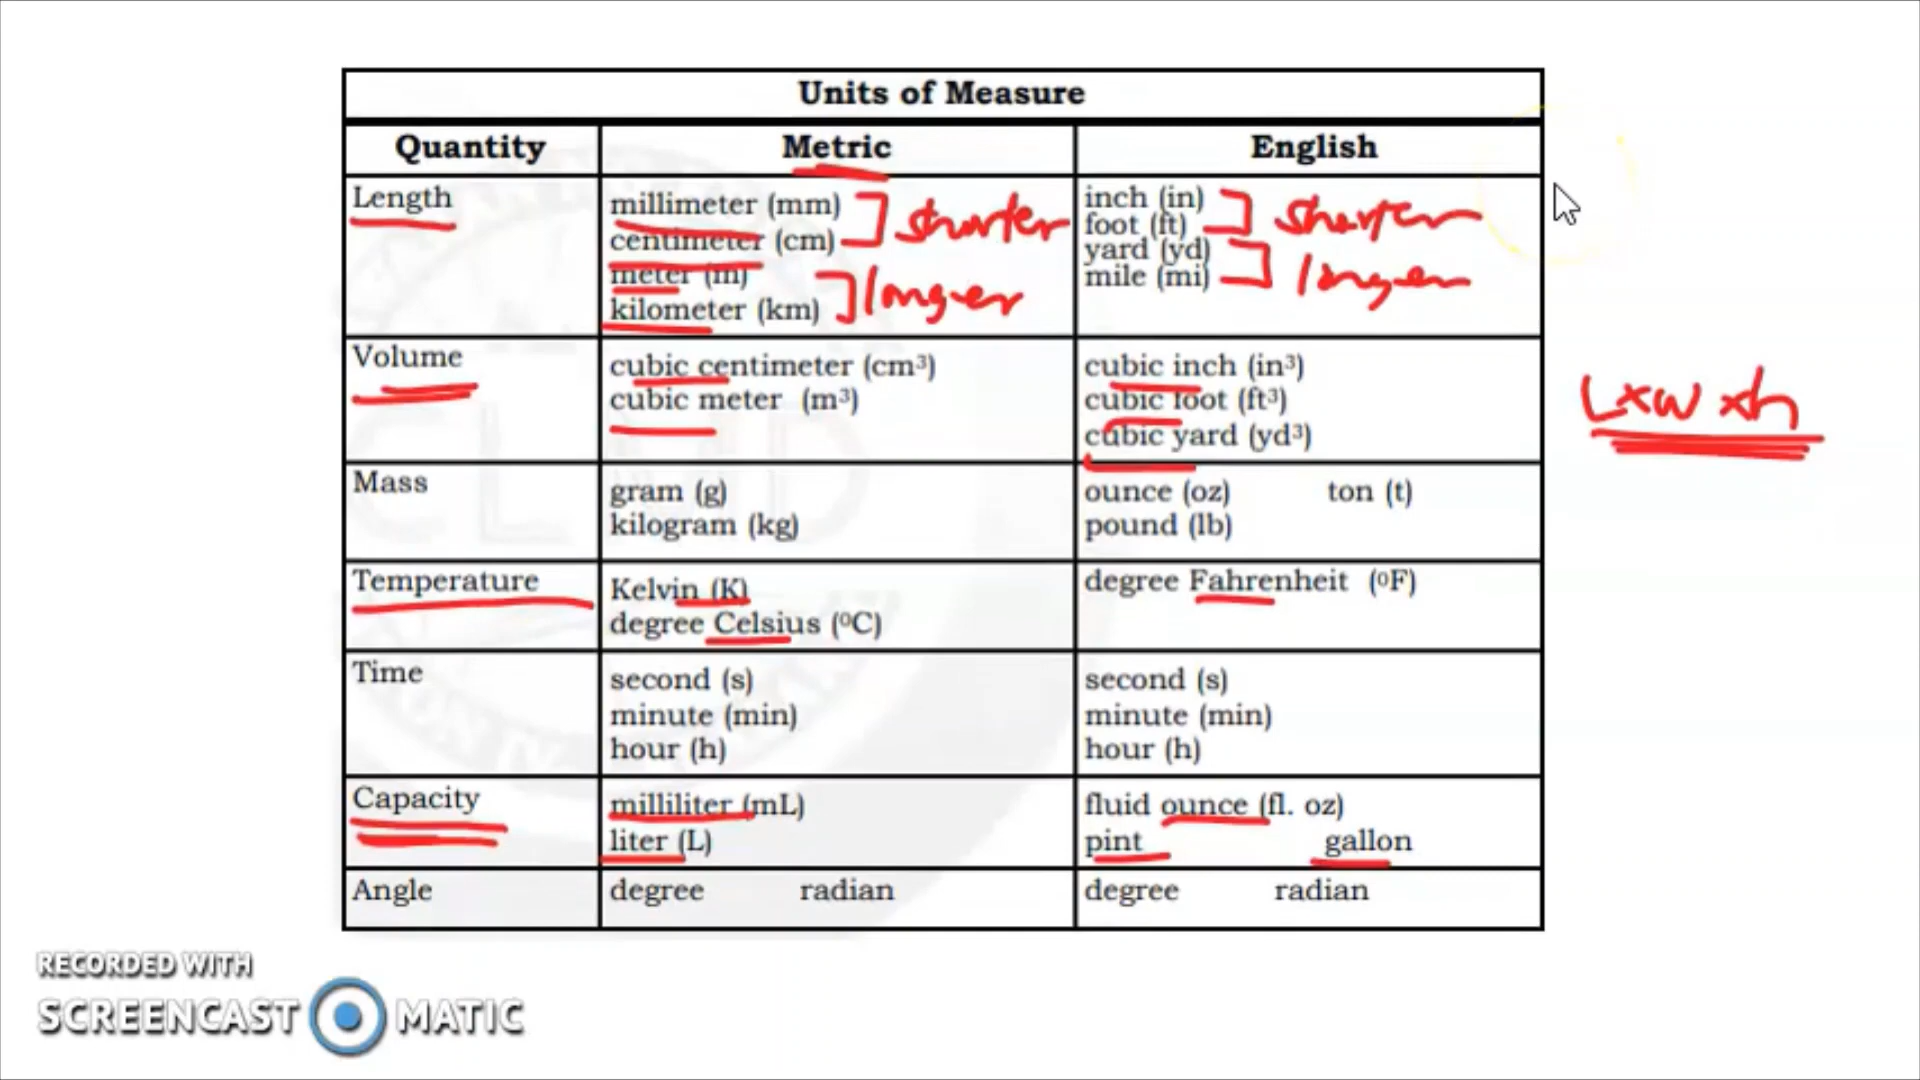 Units of Measure
Quantity Metric English
Length
millimeter (mm)
centimeter (cm)
meter (m)
kilometer (km)
shorter
longer
inch (in)
foot (ft)
yard (yd)
mile (mi)
shorter
longer
Volume
cubic centimeter (cm³)
cubic meter (m³)
cubic inch (in³)
cubic foot (ft³)
cubic yard (yd³)
L×W×h
Mass
gram (g)
kilogram (kg)
ounce (oz) ton (t)
pound (lb)
Temperature
Kelvin (K)
degree Celsius (⁰C)
degree Fahrenheit (⁰F)
Time
second (s)
minute (min)
hour (h)
second (s)
minute (min)
hour (h)
Capacity
milliliter (mL)
liter (L)
fluid ounce (fl. oz)
pint gallon
Angle
degree radian
degree radian
RECORDED WITH
SCREENCAST MATIC